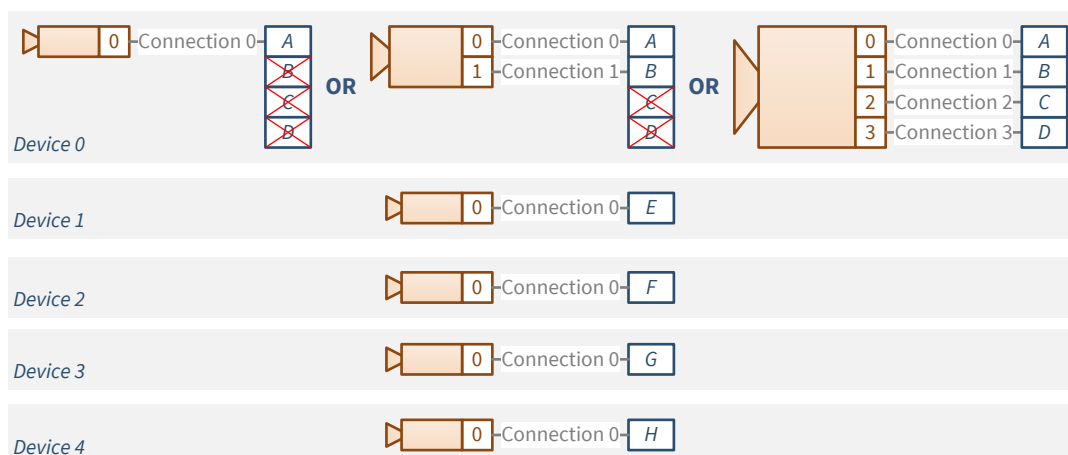 0 Connection 0 A 0 Connection 0 A 0 Connection 0 A
B 1 Connection 1 B 1 Connection 1 B
OR OR
C C 2 Connection 2 C
D D 3 Connection 3 D
Device 0
0 Connection 0 E
Device 1
0 Connection 0 F
Device 2
0 Connection 0 G
Device 3
0 Connection 0 H
Device 4